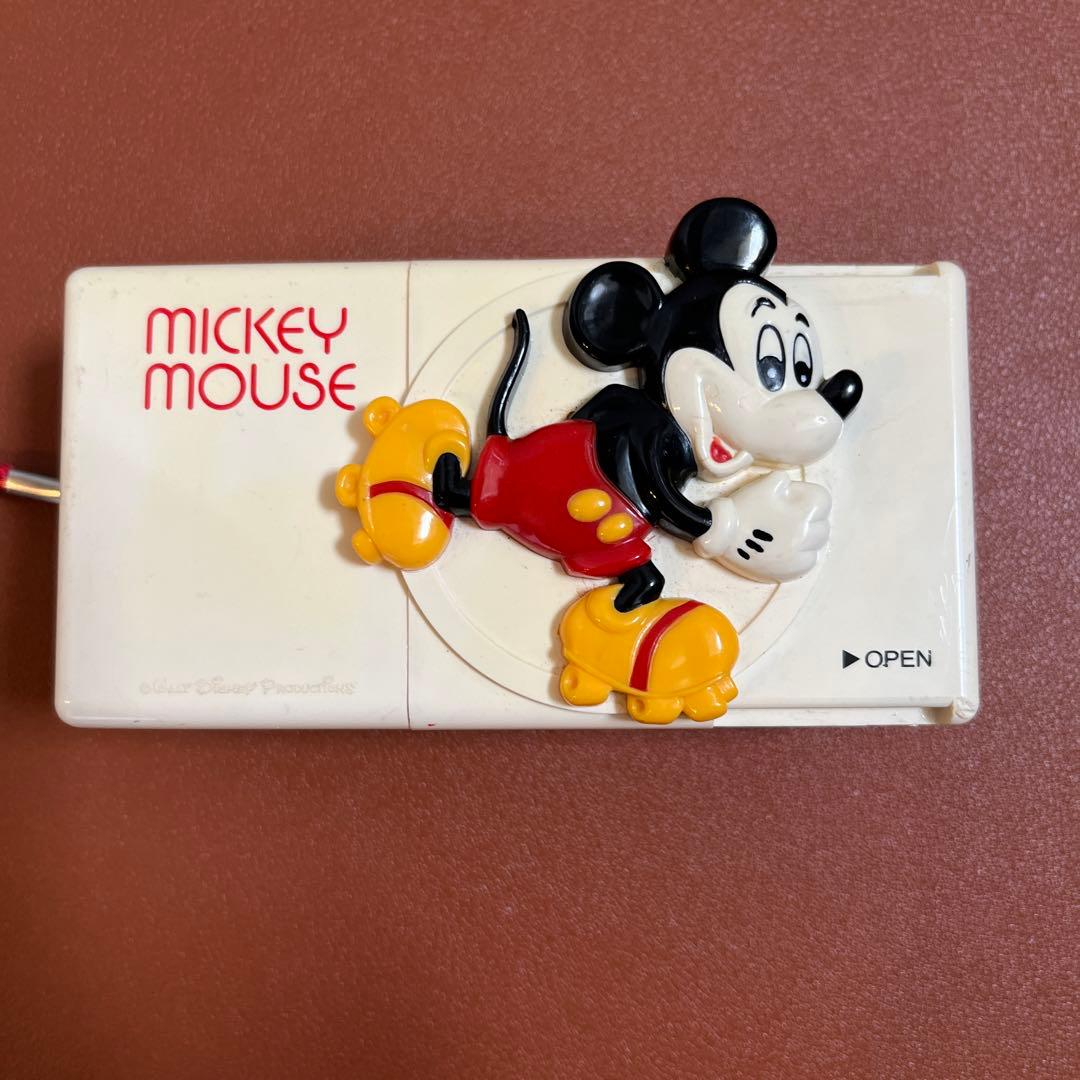 MICKEY
MOUSE
© WALT DISNEY PRODUCTIONS
▶ OPEN